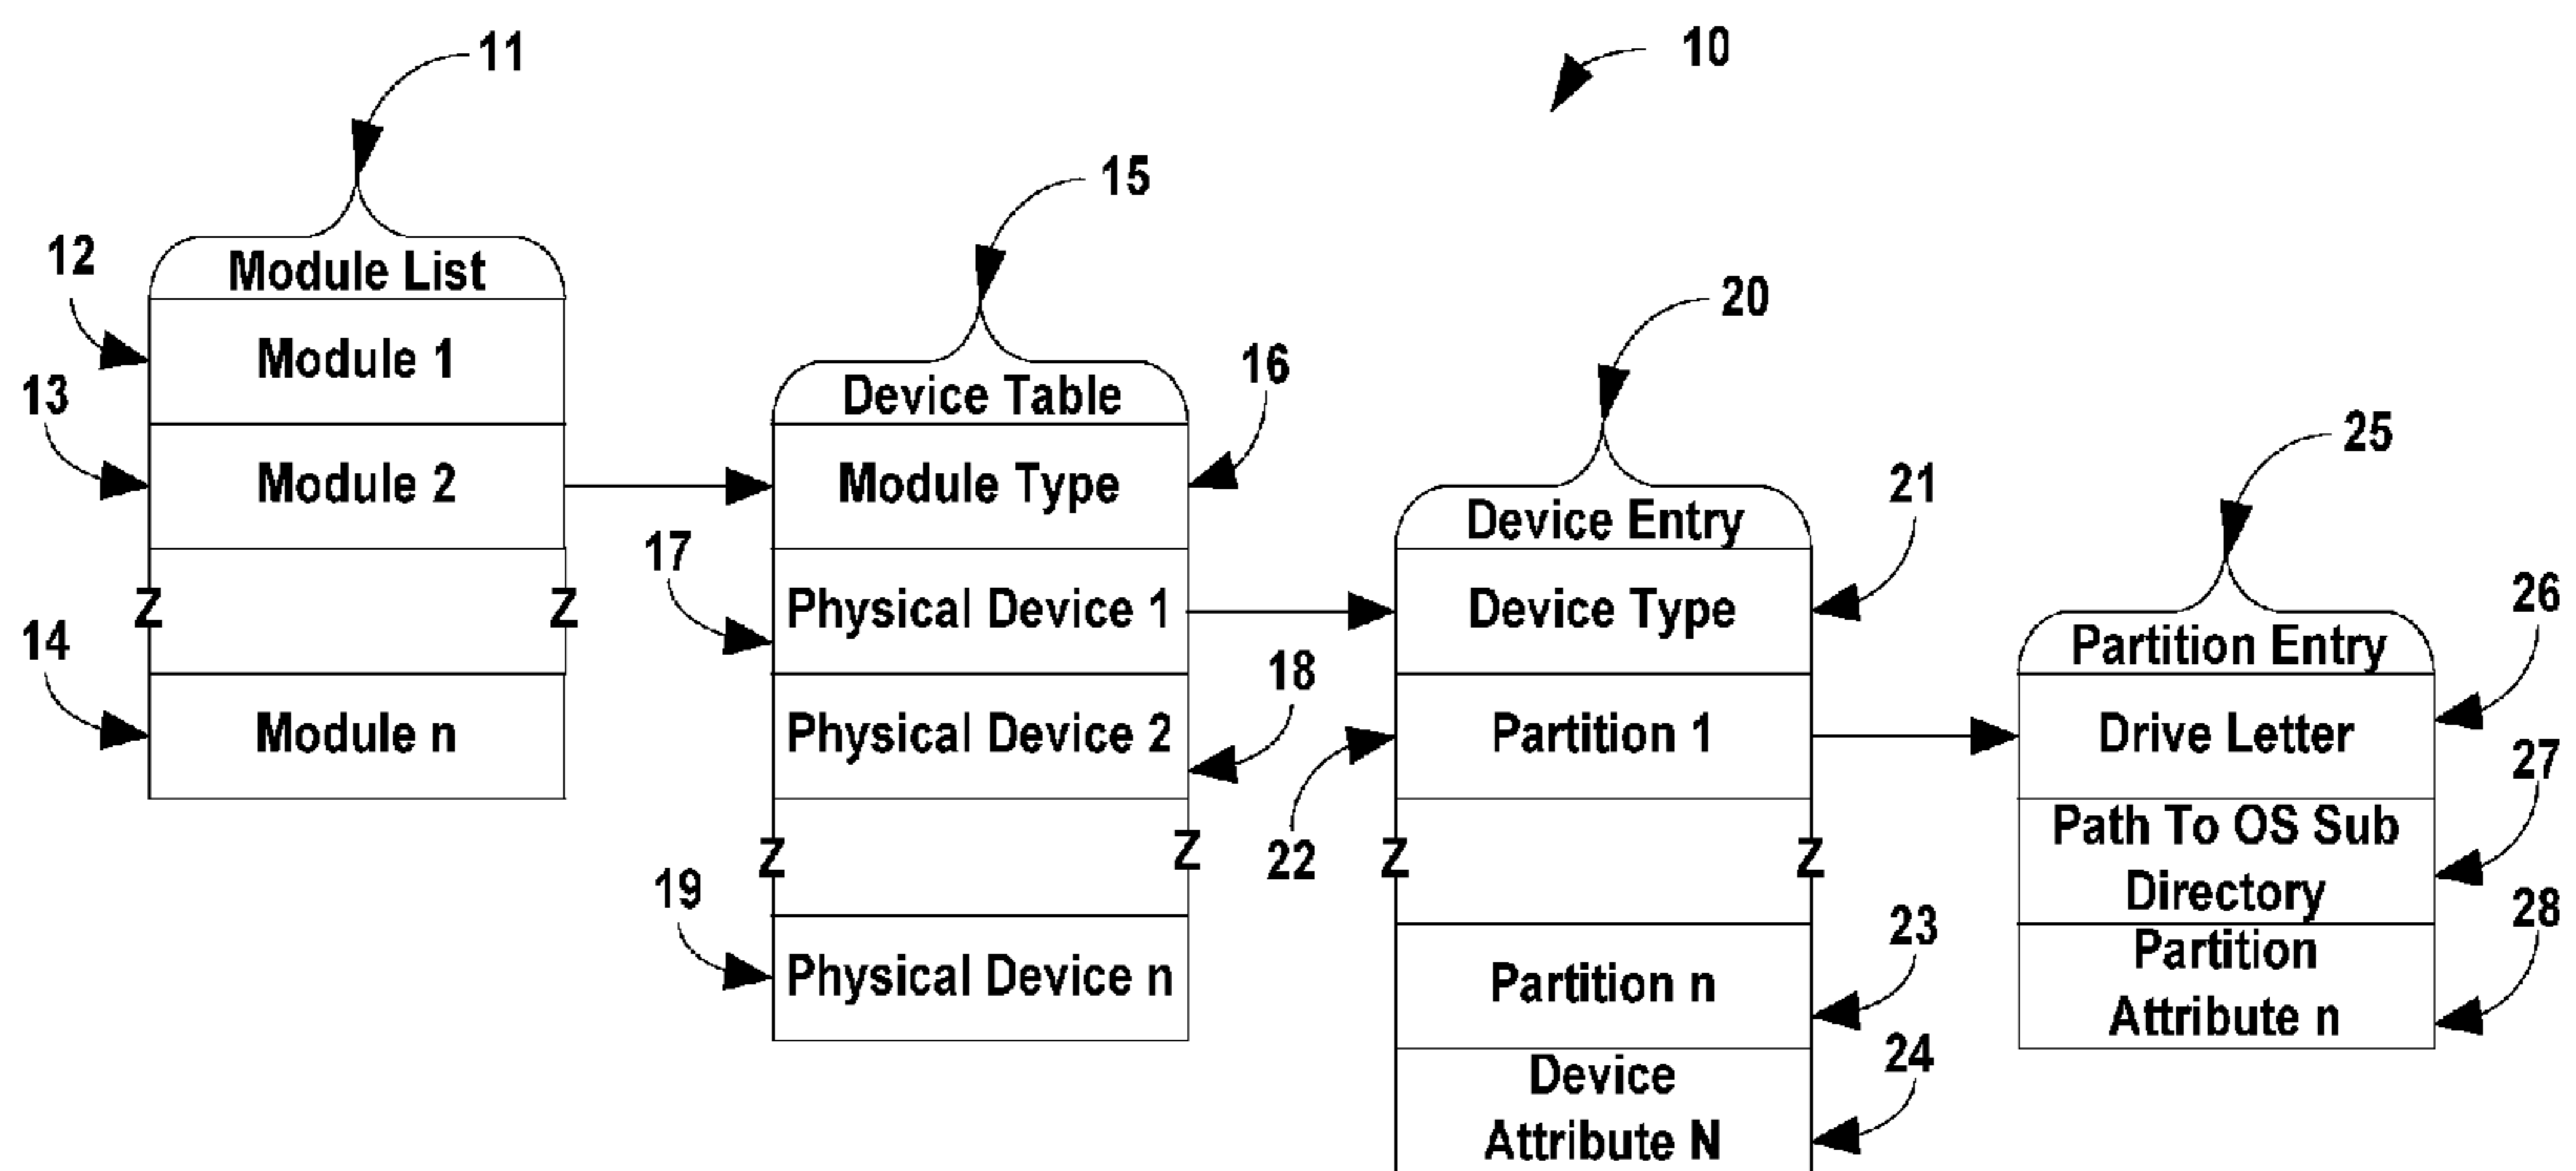 10
11
Module List
12
Module 1
13
Module 2
Z Z
14
Module n
15
Device Table
16
Module Type
17
Physical Device 1
18
Physical Device 2
Z Z
19
Physical Device n
20
Device Entry
21
Device Type
22
Partition 1
Z Z
23
Partition n
24
Device
Attribute N
25
Partition Entry
26
Drive Letter
27
Path To OS Sub
Directory
28
Partition
Attribute n